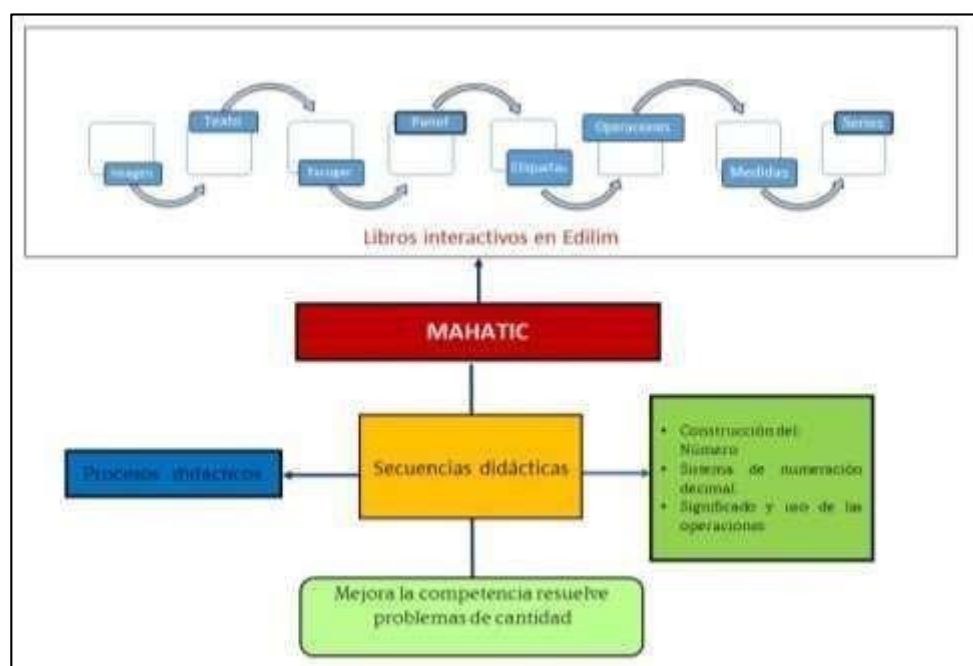 Imagen
Texto
Escoger
Panel
Etiquetas
Operaciones
Medidas
Series
Libros interactivos en Edilim
MAHATIC
Procesos didácticos
Secuencias didácticas
• Construcción del
Número
• Sistema de numeración
decimal
• Significado y uso de las
operaciones
Mejora la competencia resuelve
problemas de cantidad